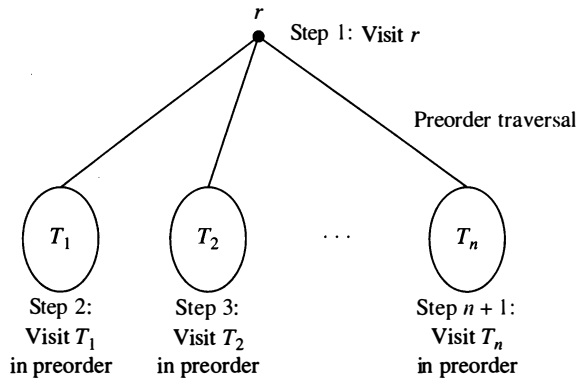 r
Step 1: Visit r
Preorder traversal
T₁
T₂
...
Tₙ
Step 2:
Visit T₁
in preorder
Step 3:
Visit T₂
in preorder
Step n + 1:
Visit Tₙ
in preorder